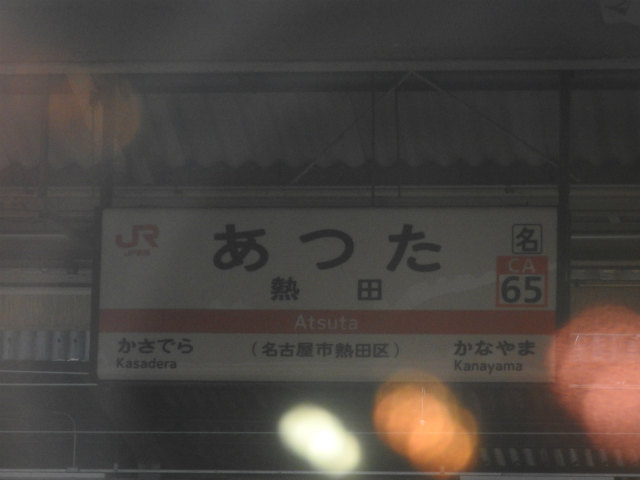 JR
あつた
名
熱田
CA
65
Atsuta
かさでら
Kasadera
(名古屋市熱田区)
かなやま
Kanayama